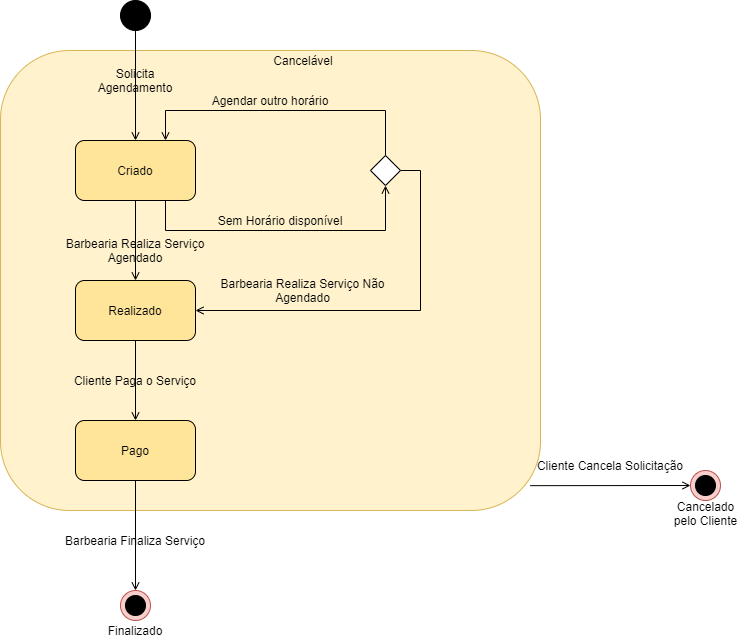 Cancelável
Solicita
Agendamento
Agendar outro horário
Criado
Sem Horário disponível
Barbearia Realiza Serviço
Agendado
Barbearia Realiza Serviço Não
Agendado
Realizado
Cliente Paga o Serviço
Pago
Cliente Cancela Solicitação
Cancelado
pelo Cliente
Barbearia Finaliza Serviço
Finalizado